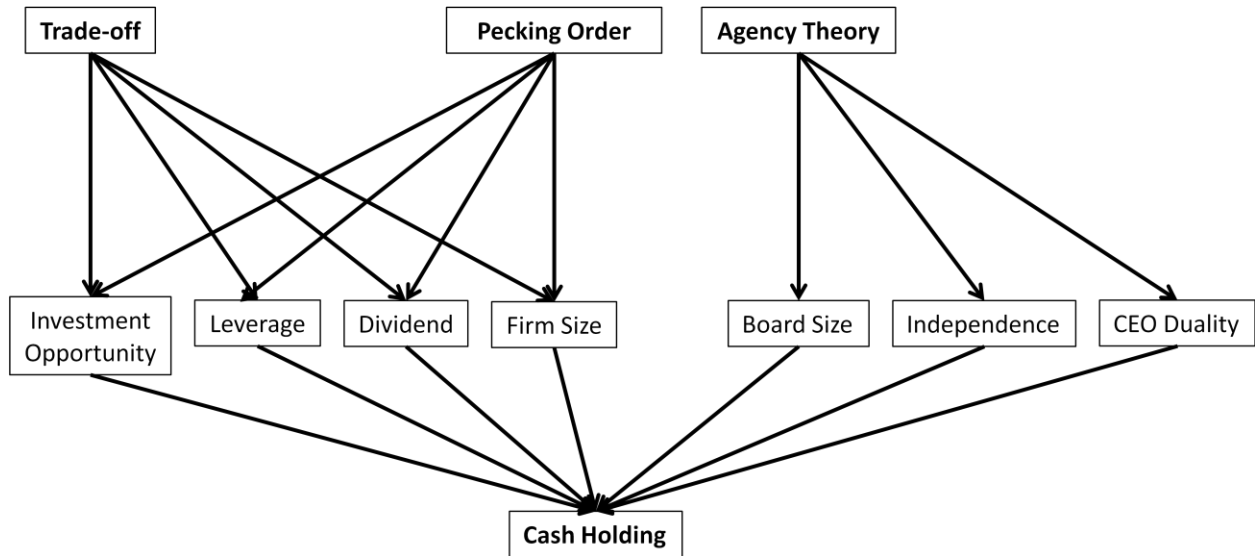 Trade-off
Pecking Order
Agency Theory
Investment
Opportunity
Leverage
Dividend
Firm Size
Board Size
Independence
CEO Duality
Cash Holding